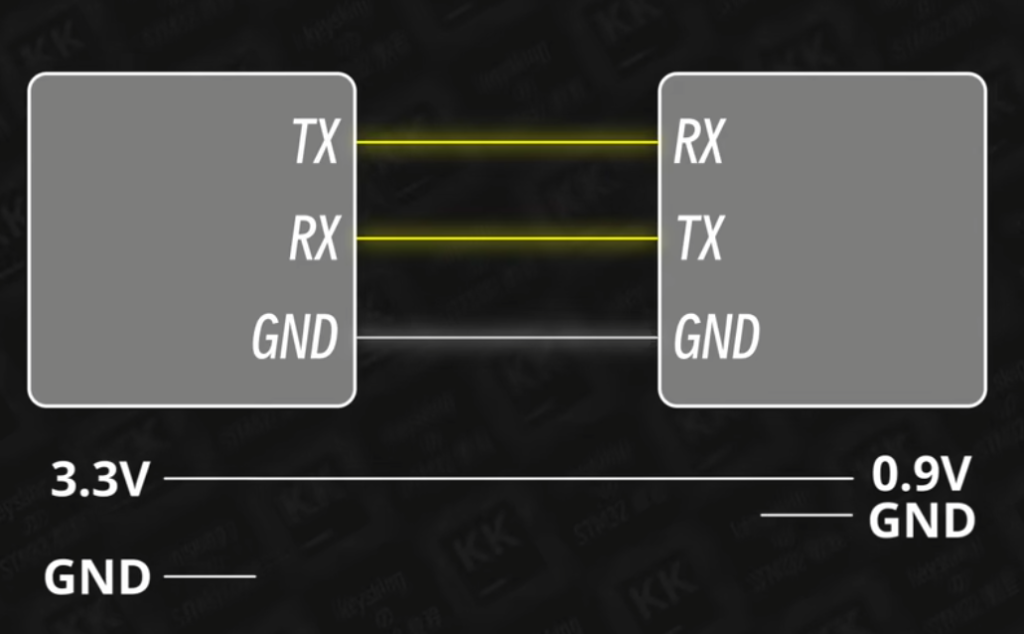 TX RX
RX TX
GND GND
3.3V 0.9V
GND
GND